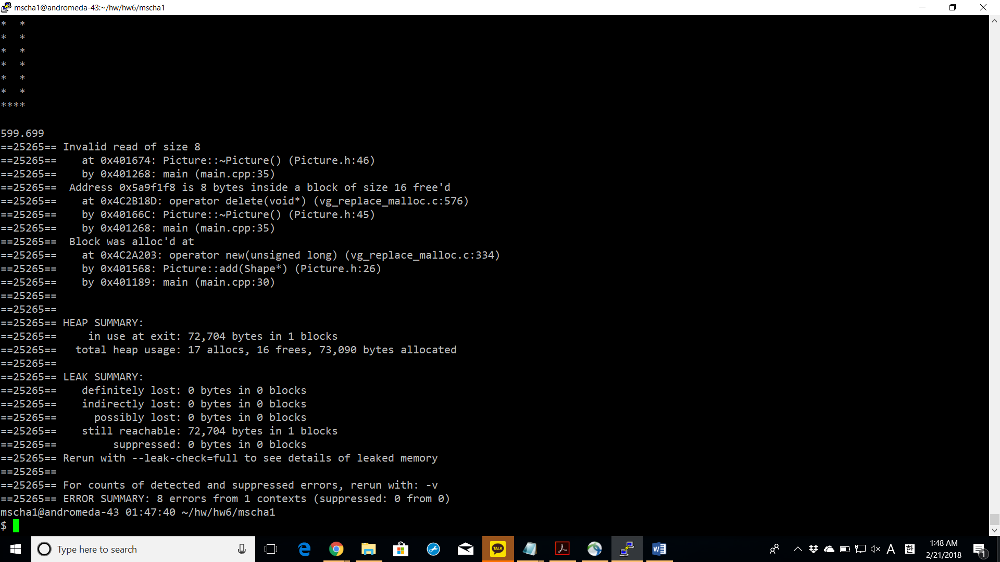 mscha1@andromeda-43:~/hw/hw6/mscha1
*  *
*  *
*  *
*  *
*  *
*  *
****
599.699
==25265== Invalid read of size 8
==25265==    at 0x401674: Picture::~Picture() (Picture.h:46)
==25265==    by 0x401268: main (main.cpp:35)
==25265==  Address 0x5a9f1f8 is 8 bytes inside a block of size 16 free'd
==25265==    at 0x4C2B18D: operator delete(void*) (vg_replace_malloc.c:576)
==25265==    by 0x40166C: Picture::~Picture() (Picture.h:45)
==25265==    by 0x401268: main (main.cpp:35)
==25265==  Block was alloc'd at
==25265==    at 0x4C2A203: operator new(unsigned long) (vg_replace_malloc.c:334)
==25265==    by 0x401568: Picture::add(Shape*) (Picture.h:26)
==25265==    by 0x401189: main (main.cpp:30)
==25265==
==25265==
==25265== HEAP SUMMARY:
==25265==     in use at exit: 72,704 bytes in 1 blocks
==25265==   total heap usage: 17 allocs, 16 frees, 73,090 bytes allocated
==25265==
==25265== LEAK SUMMARY:
==25265==    definitely lost: 0 bytes in 0 blocks
==25265==    indirectly lost: 0 bytes in 0 blocks
==25265==      possibly lost: 0 bytes in 0 blocks
==25265==    still reachable: 72,704 bytes in 1 blocks
==25265==         suppressed: 0 bytes in 0 blocks
==25265== Rerun with --leak-check=full to see details of leaked memory
==25265==
==25265== For counts of detected and suppressed errors, rerun with: -v
==25265== ERROR SUMMARY: 8 errors from 1 contexts (suppressed: 0 from 0)
mscha1@andromeda-43 01:47:40 ~/hw/hw6/mscha1
$
Type here to search
TALK
A
한
1:48 AM
2/21/2018
1